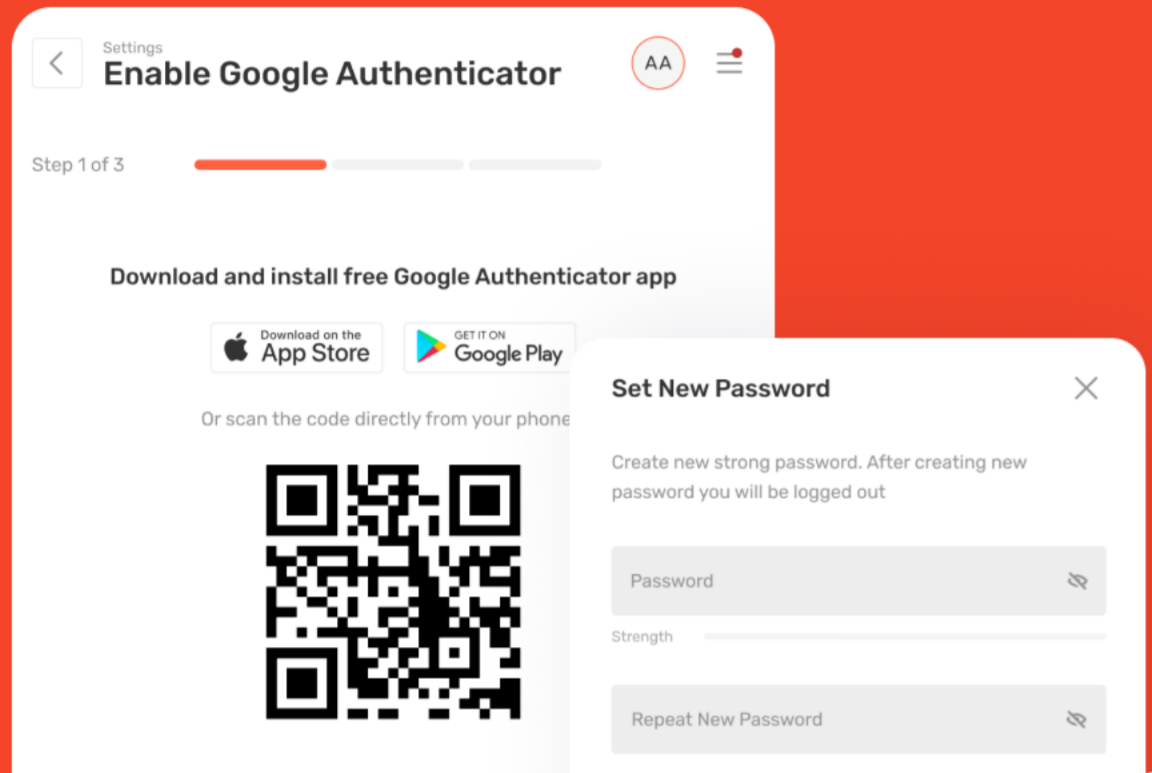 Settings
Enable Google Authenticator
AA
Step 1 of 3
Download and install free Google Authenticator app
Download on the
App Store
GET IT ON
Google Play
Or scan the code directly from your phone
Set New Password
Create new strong password. After creating new
password you will be logged out
Password
Strength
Repeat New Password